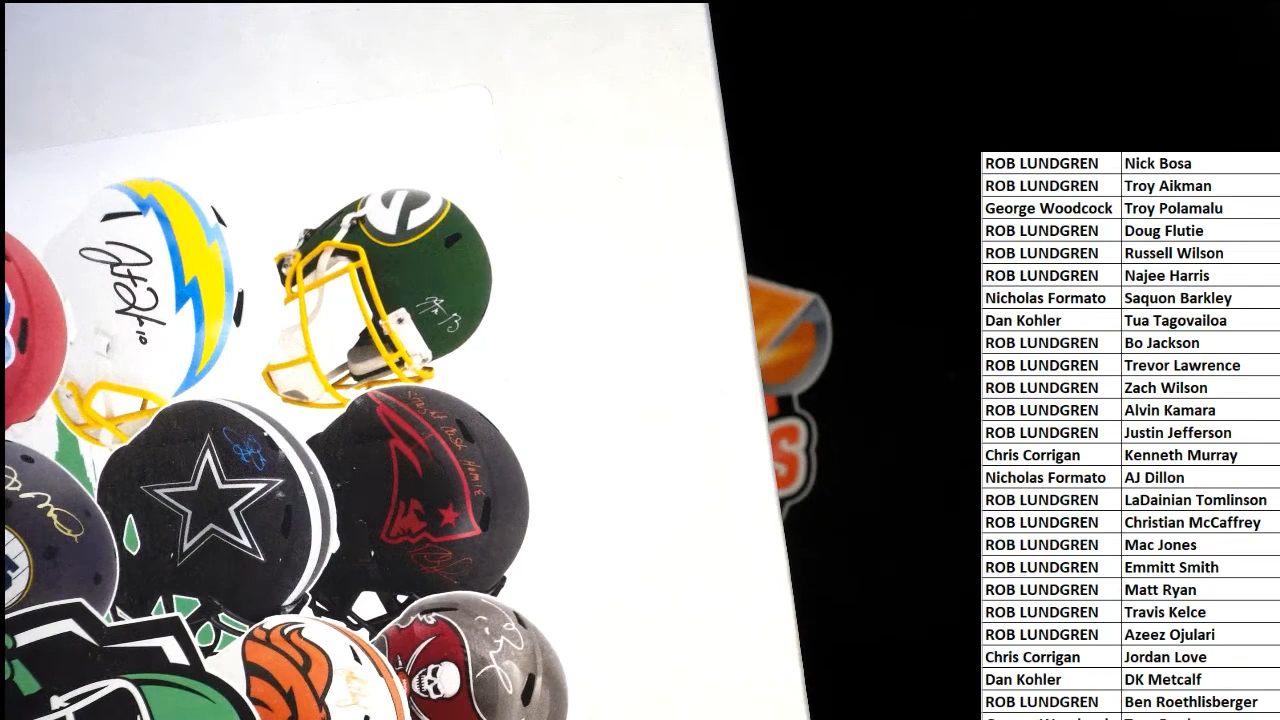 ROB LUNDGREN Nick Bosa
ROB LUNDGREN Troy Aikman
George Woodcock Troy Polamalu
ROB LUNDGREN Doug Flutie
ROB LUNDGREN Russell Wilson
ROB LUNDGREN Najee Harris
Nicholas Formato Saquon Barkley
Dan Kohler Tua Tagovailoa
ROB LUNDGREN Bo Jackson
ROB LUNDGREN Trevor Lawrence
ROB LUNDGREN Zach Wilson
ROB LUNDGREN Alvin Kamara
ROB LUNDGREN Justin Jefferson
Chris Corrigan Kenneth Murray
Nicholas Formato AJ Dillon
ROB LUNDGREN LaDainian Tomlinson
ROB LUNDGREN Christian McCaffrey
ROB LUNDGREN Mac Jones
ROB LUNDGREN Emmitt Smith
ROB LUNDGREN Matt Ryan
ROB LUNDGREN Travis Kelce
ROB LUNDGREN Azeez Ojulari
Chris Corrigan Jordan Love
Dan Kohler DK Metcalf
ROB LUNDGREN Ben Roethlisberger